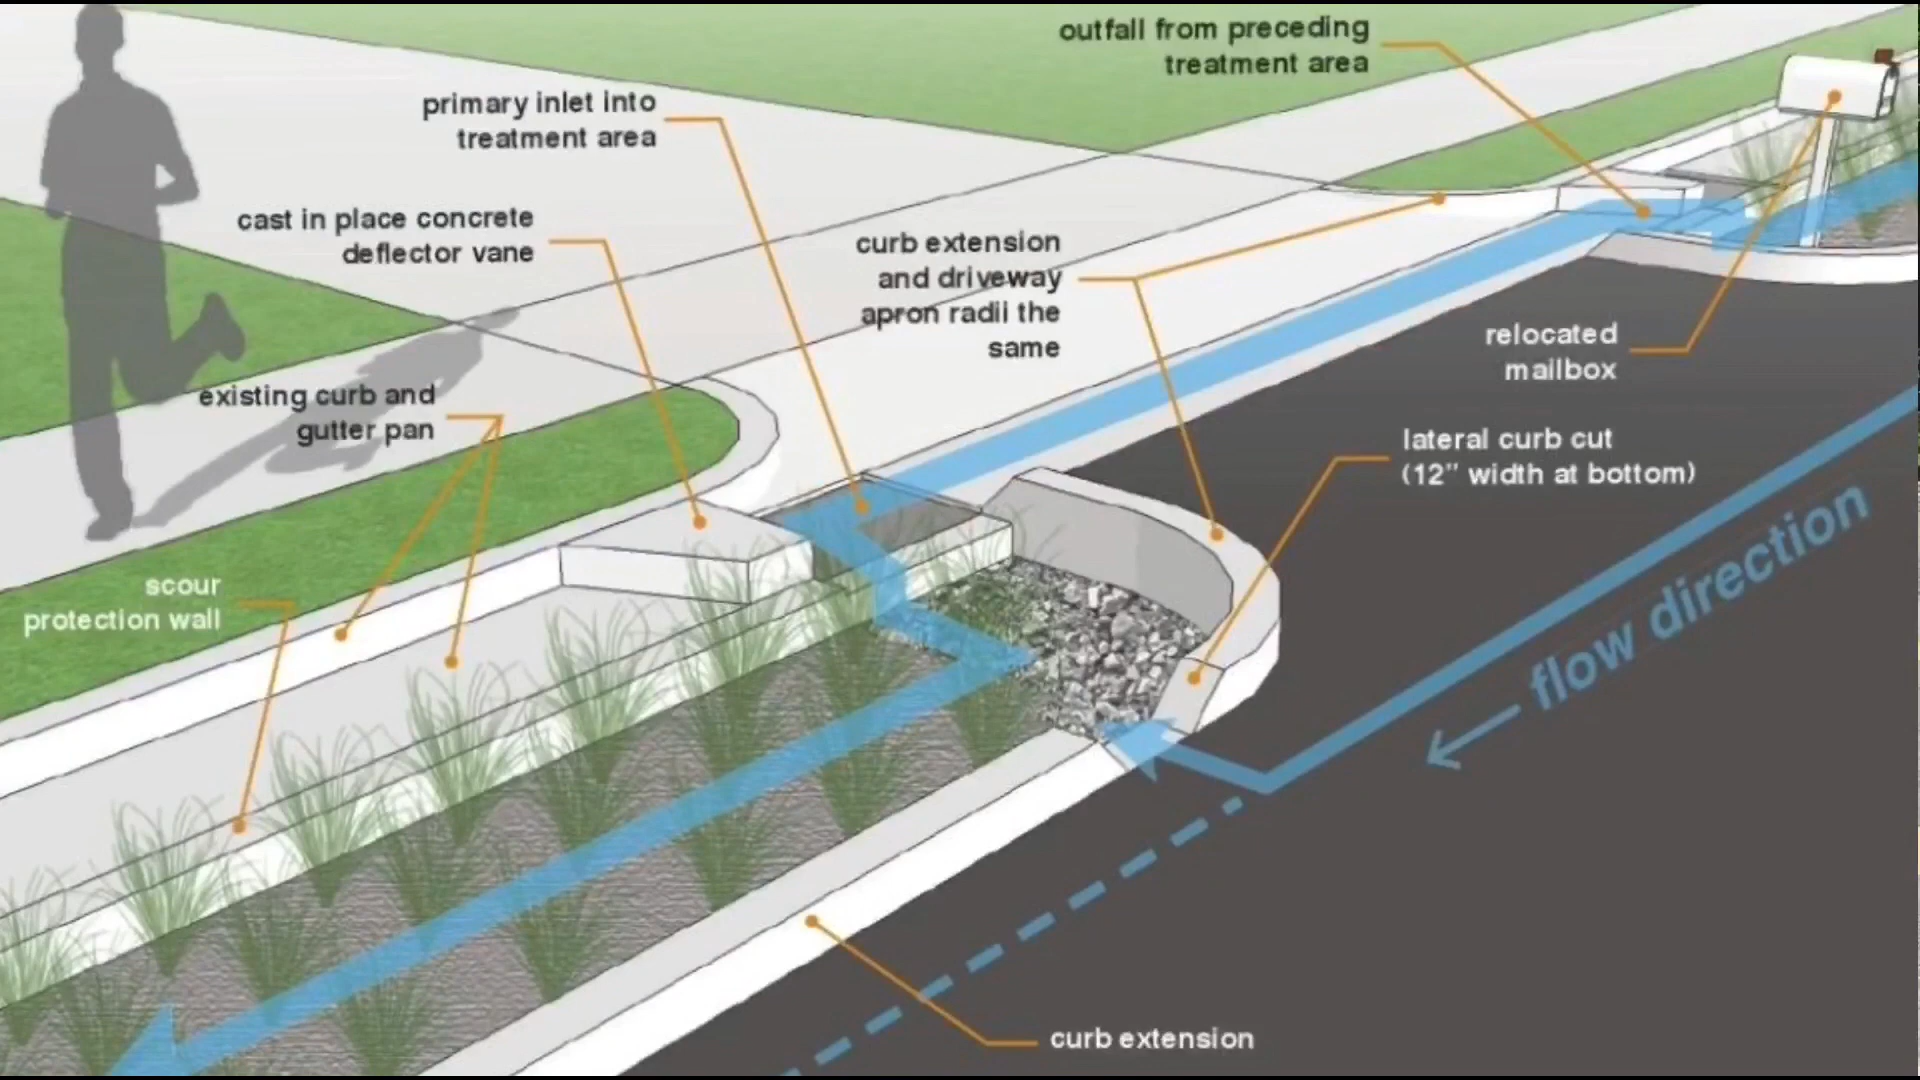 outfall from preceding
treatment area
primary inlet into
treatment area
cast in place concrete
deflector vane
curb extension
and driveway
apron radii the
same
relocated
mailbox
existing curb and
gutter pan
lateral curb cut
(12" width at bottom)
flow direction
scour
protection wall
curb extension